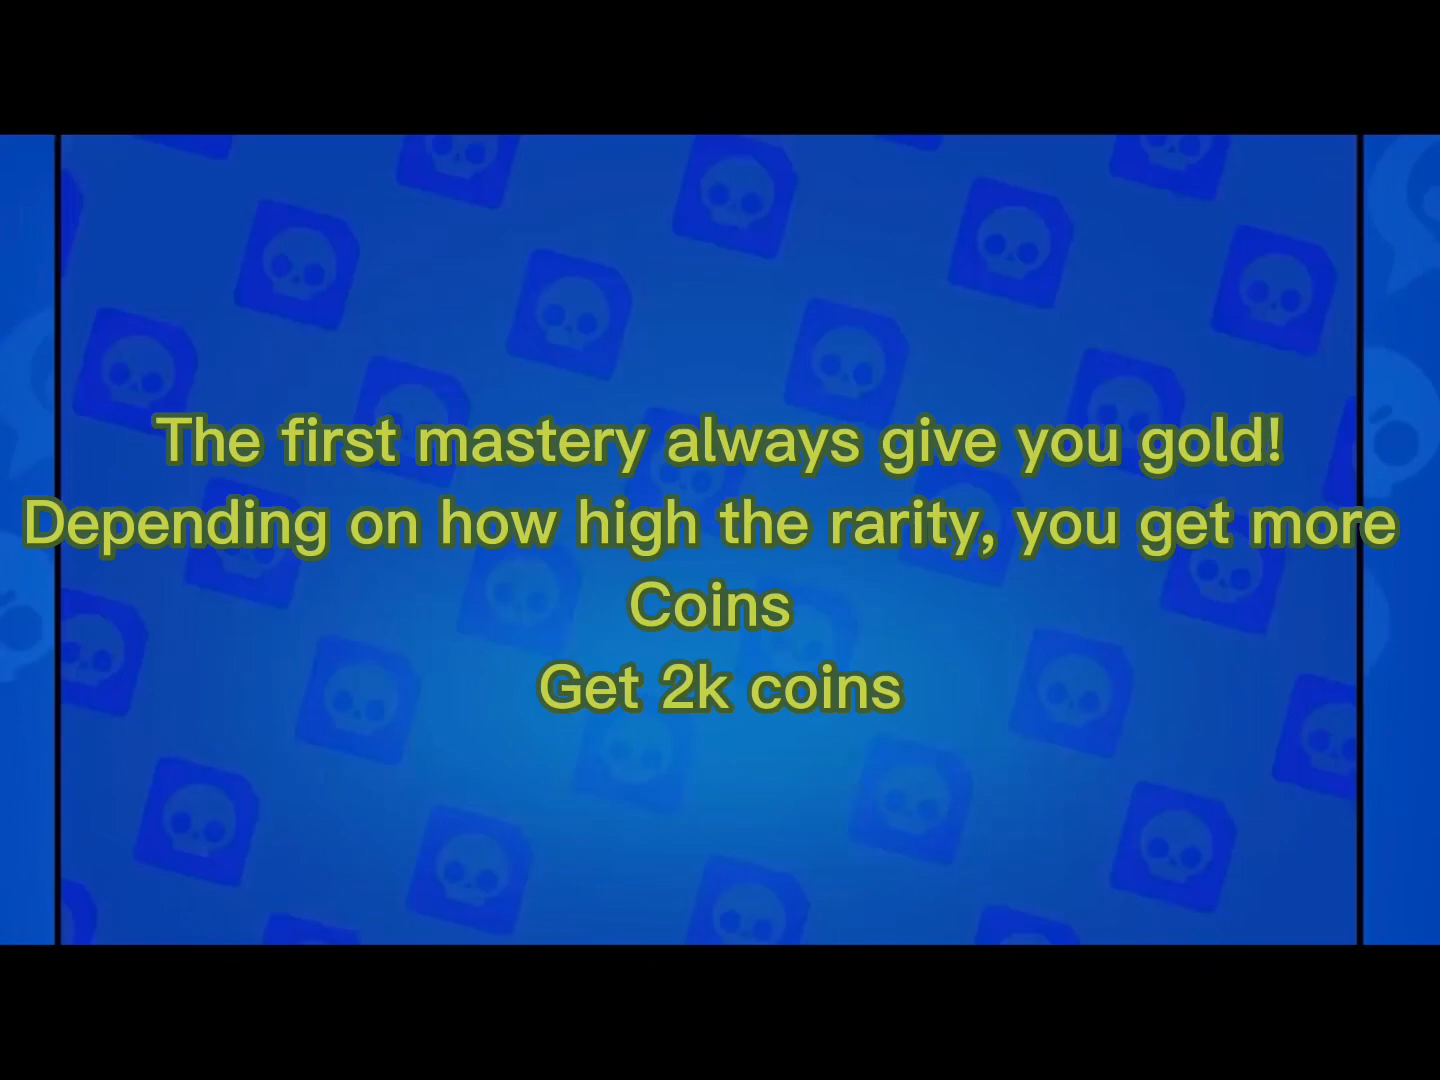 The first mastery always give you gold!
Depending on how high the rarity, you get more
Coins
Get 2k coins